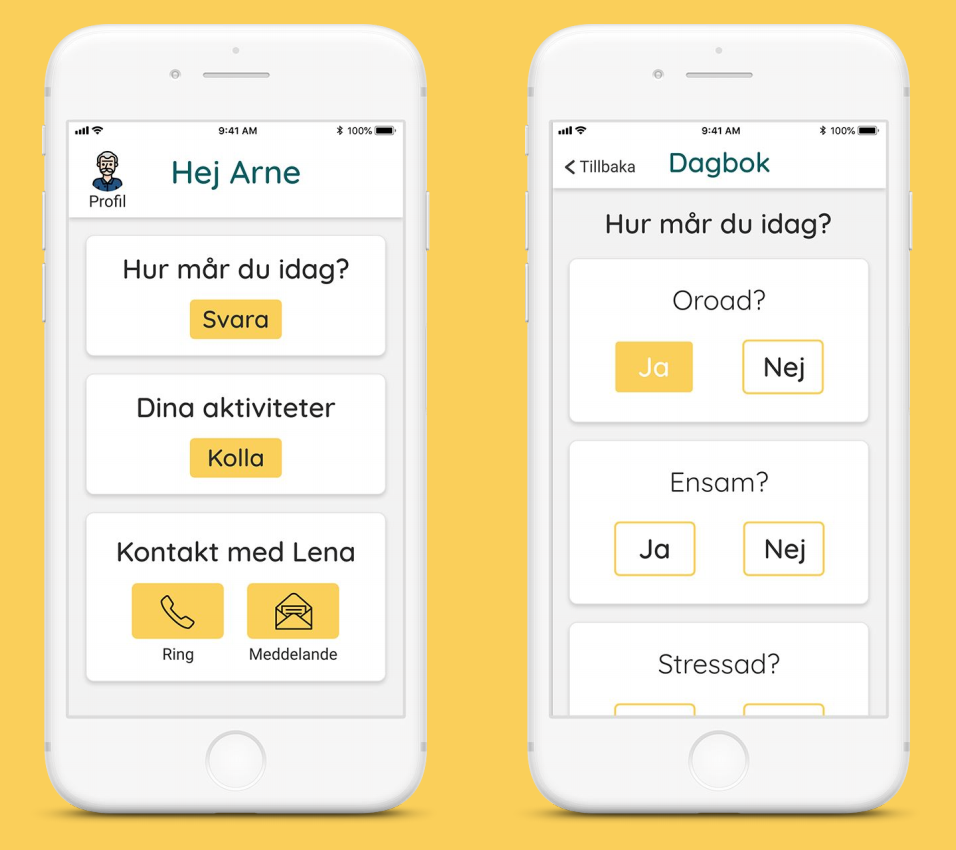 9:41 AM
100%
Hej Arne
Profil
Hur mår du idag?
Svara
Dina aktiviteter
Kolla
Kontakt med Lena
Ring
Meddelande
9:41 AM
100%
Tillbaka
Dagbok
Hur mår du idag?
Oroad?
Ja
Nej
Ensam?
Ja
Nej
Stressad?